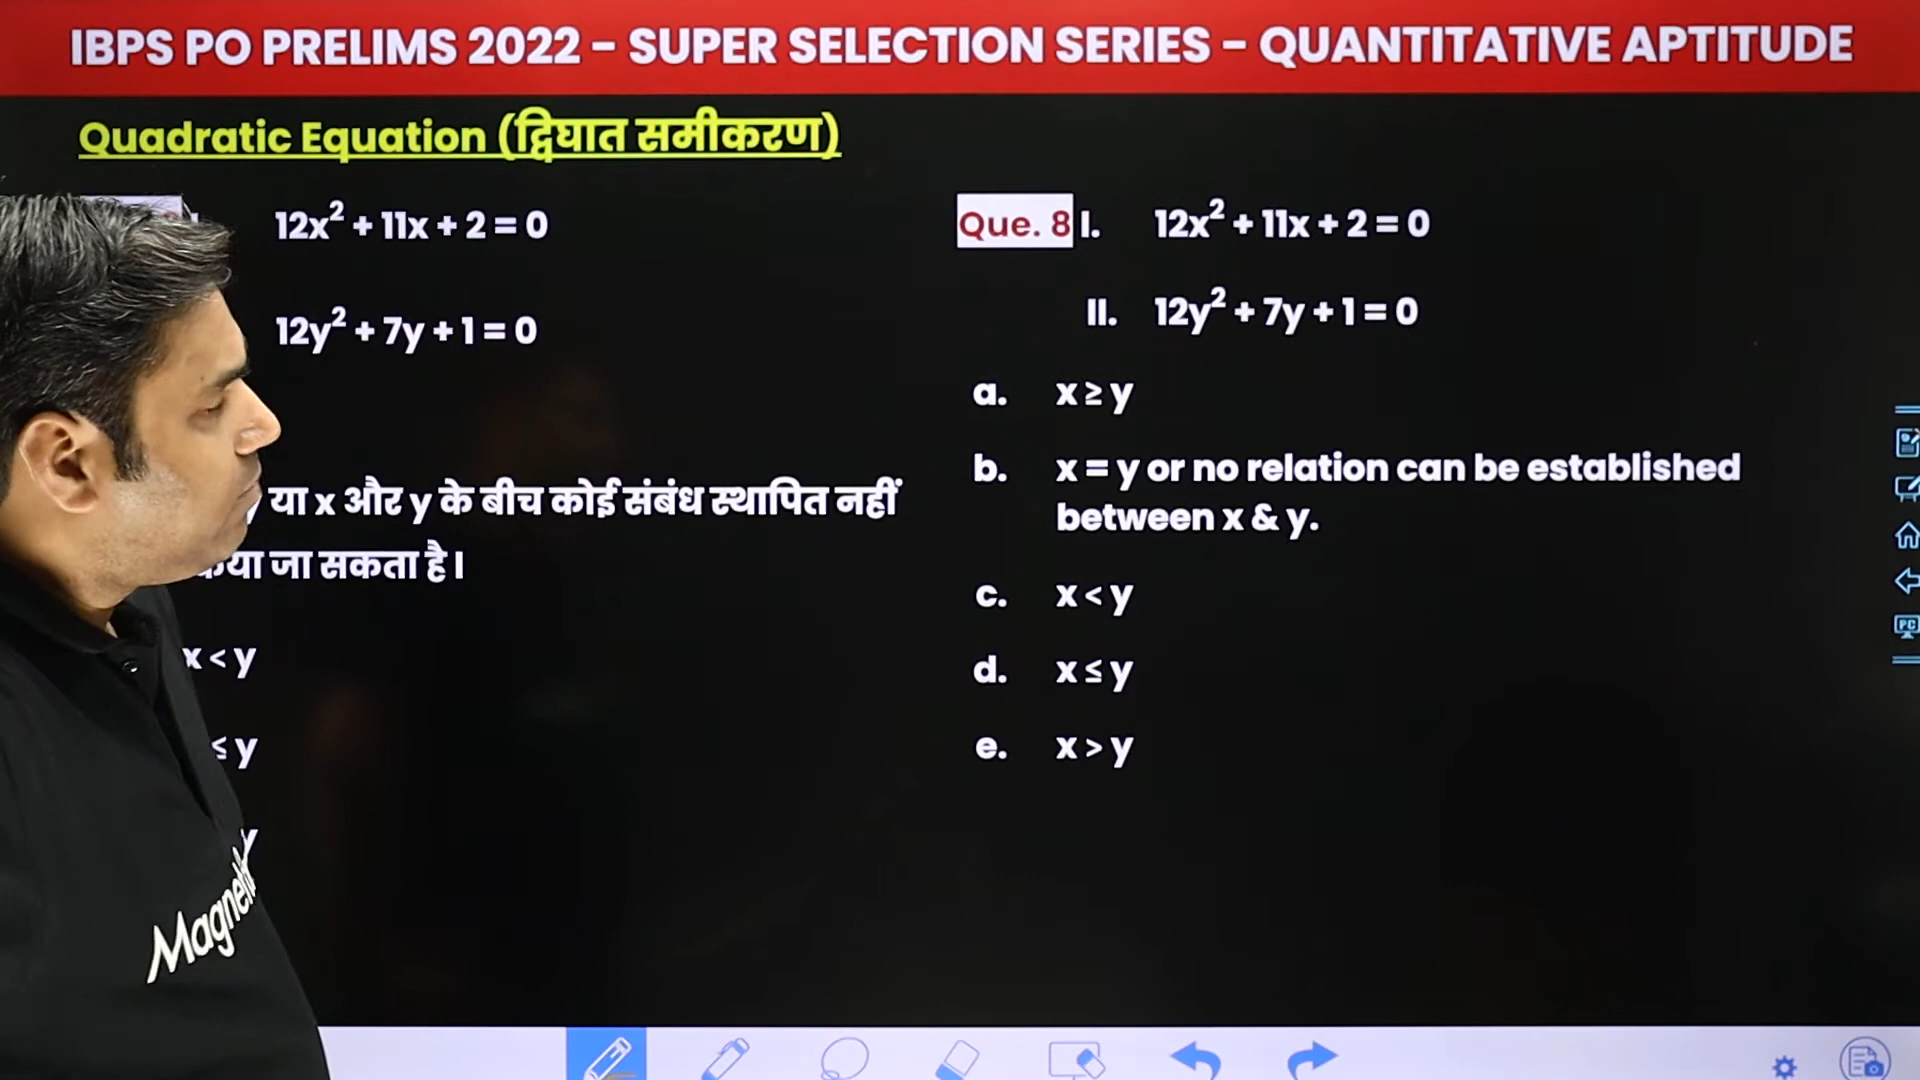 IBPS PO PRELIMS 2022 - SUPER SELECTION SERIES - QUANTITATIVE APTITUDE
Quadratic Equation (द्विघात समीकरण)
12x² + 11x + 2 = 0
12y² + 7y + 1 = 0
या x और y के बीच कोई संबंध स्थापित नहीं
जा सकता है।
x < y
≤ y
Que. 8 I. 12x² + 11x + 2 = 0
II. 12y² + 7y + 1 = 0
a. x ≥ y
b. x = y or no relation can be established
between x & y.
c. x < y
d. x ≤ y
e. x > y
PC